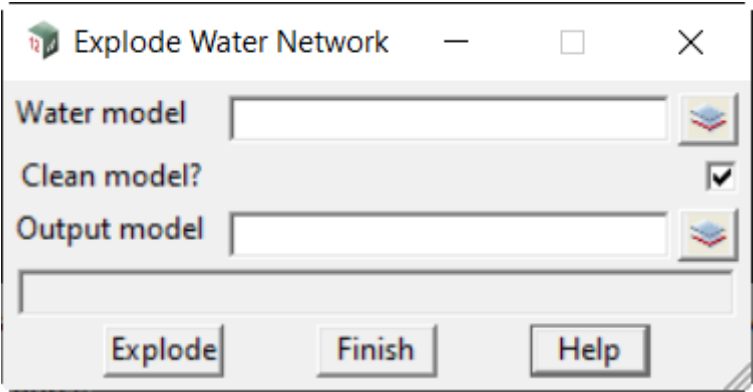 Explode Water Network
Water model
Clean model?
Output model
Explode Finish Help